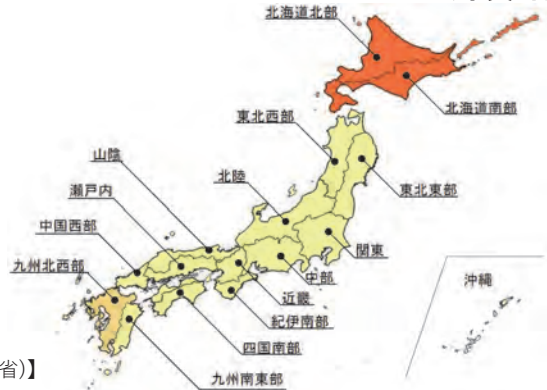 北海道北部
北海道南部
東北西部
山陰
北陸
東北東部
瀬戸内
中国西部
関東
九州北西部
中部
沖縄
近畿
紀伊南部
四国南部
省)】
九州南東部